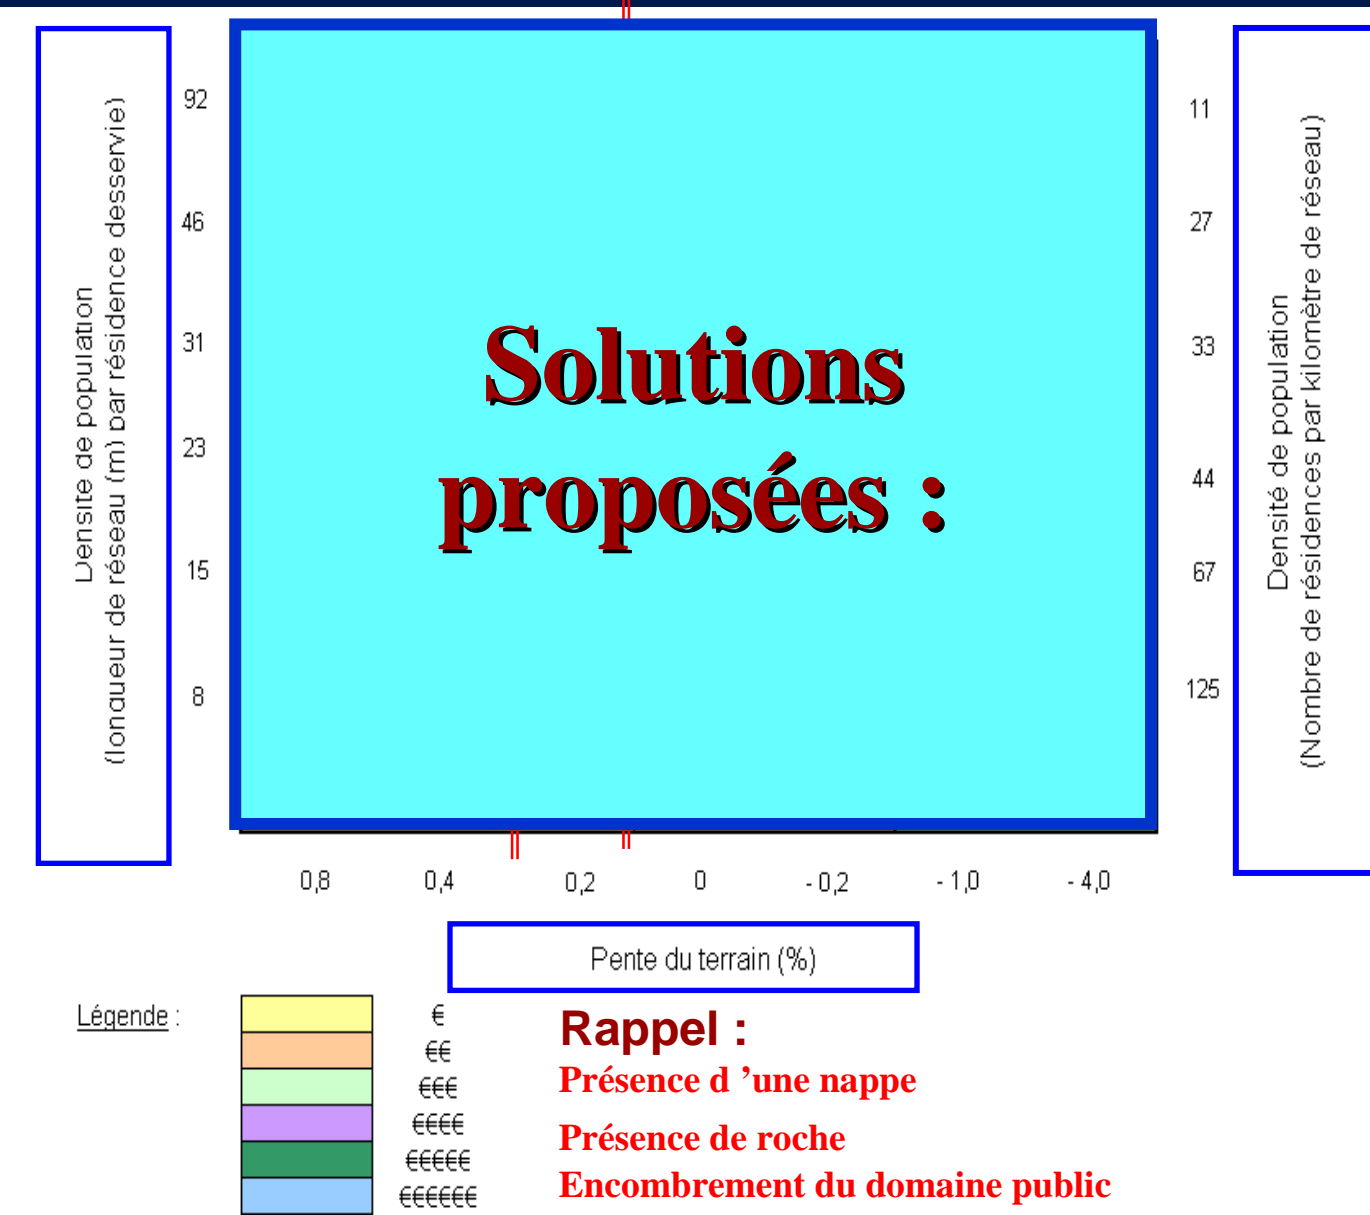 Densité de population
(longueur de réseau (m) par résidence desservie)
92
46
31
23
15
8
Solutions
proposées :
11
27
33
44
67
125
Densité de population
(Nombre de résidences par kilomètre de réseau)
0,8 0,4 0,2 0 - 0,2 - 1,0 - 4,0
Pente du terrain (%)
Légende :
€
€€
€€€
€€€€
€€€€€
€€€€€€
Rappel :
Présence d ’une nappe
Présence de roche
Encombrement du domaine public